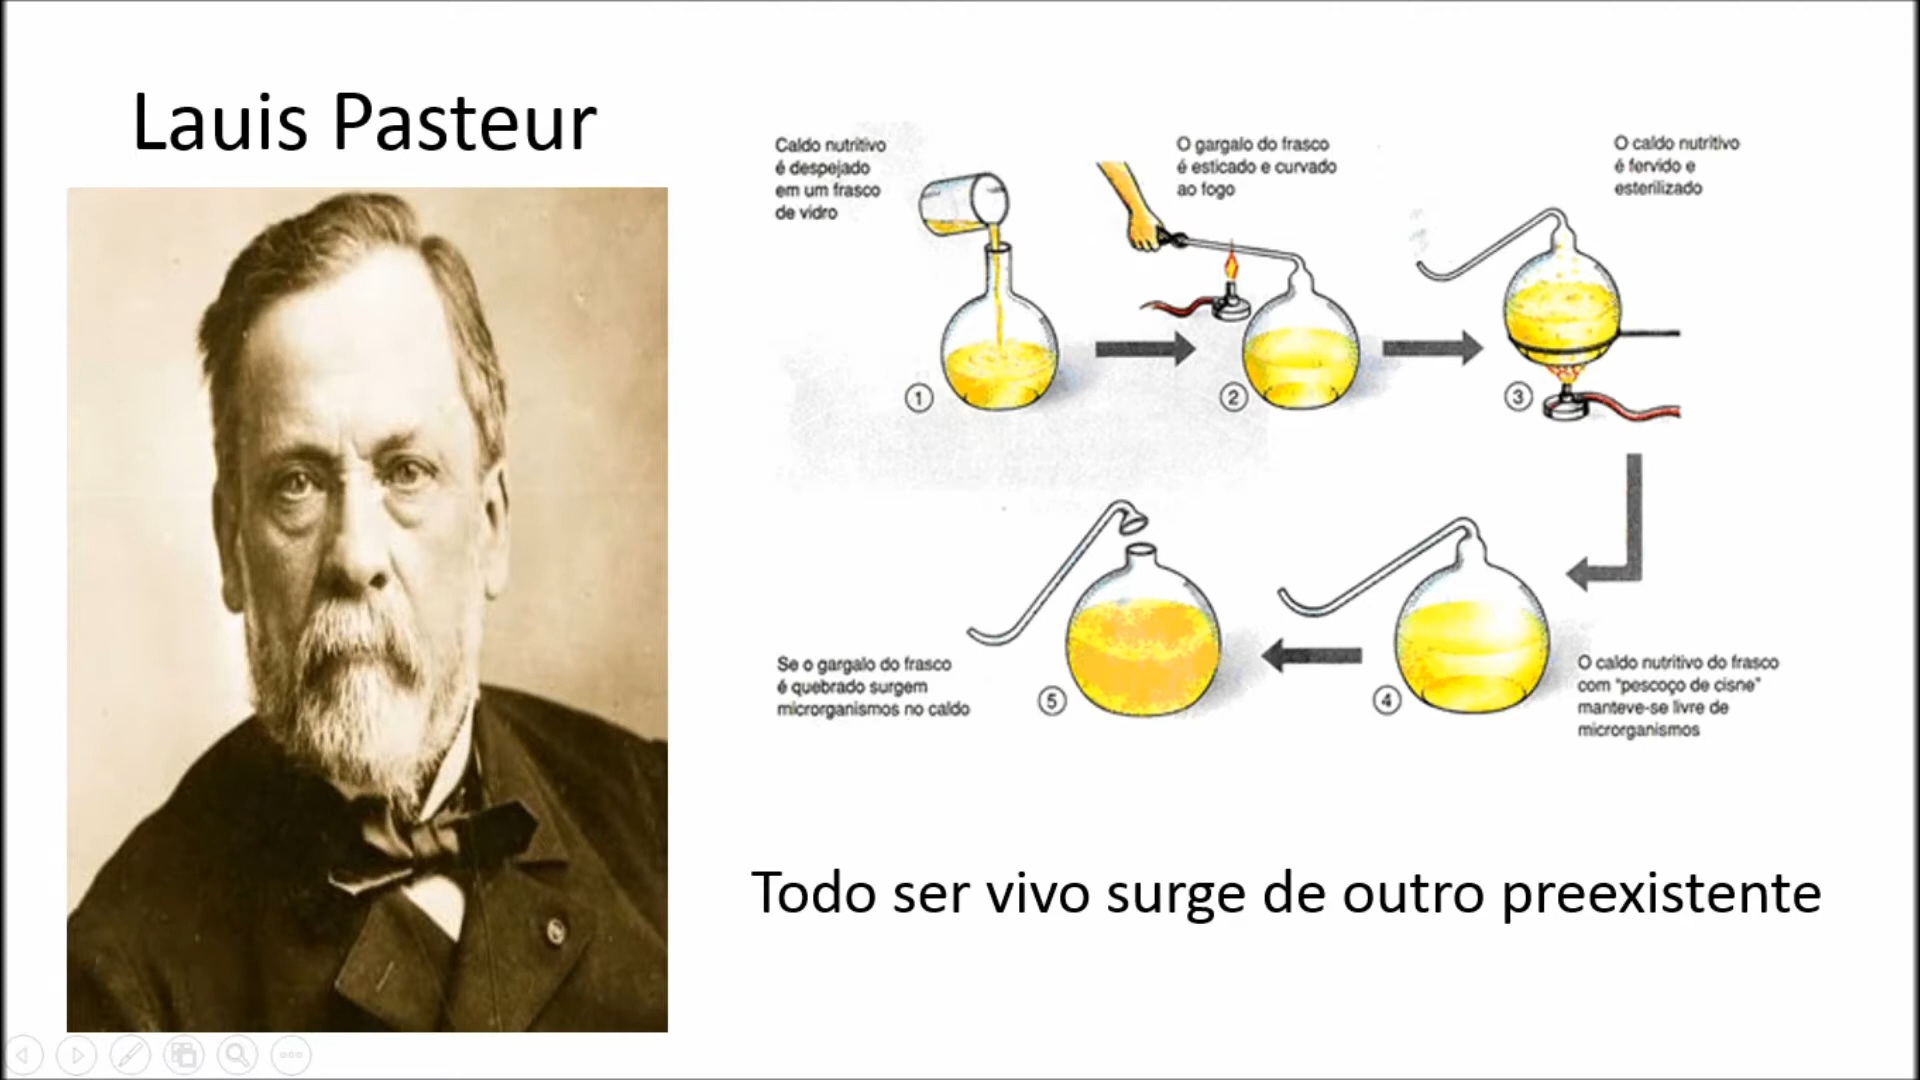 Lauis Pasteur
Caldo nutritivo
é despejado
em um frasco
de vidro
O gargalo do frasco
é esticado e curvado
ao fogo
O caldo nutritivo
é fervido e
esterilizado
1
2
3
Se o gargalo do frasco
é quebrado surgem
microrganismos no caldo
5
4
O caldo nutritivo do frasco
com "pescoço de cisne"
manteve-se livre de
microrganismos
Todo ser vivo surge de outro preexistente